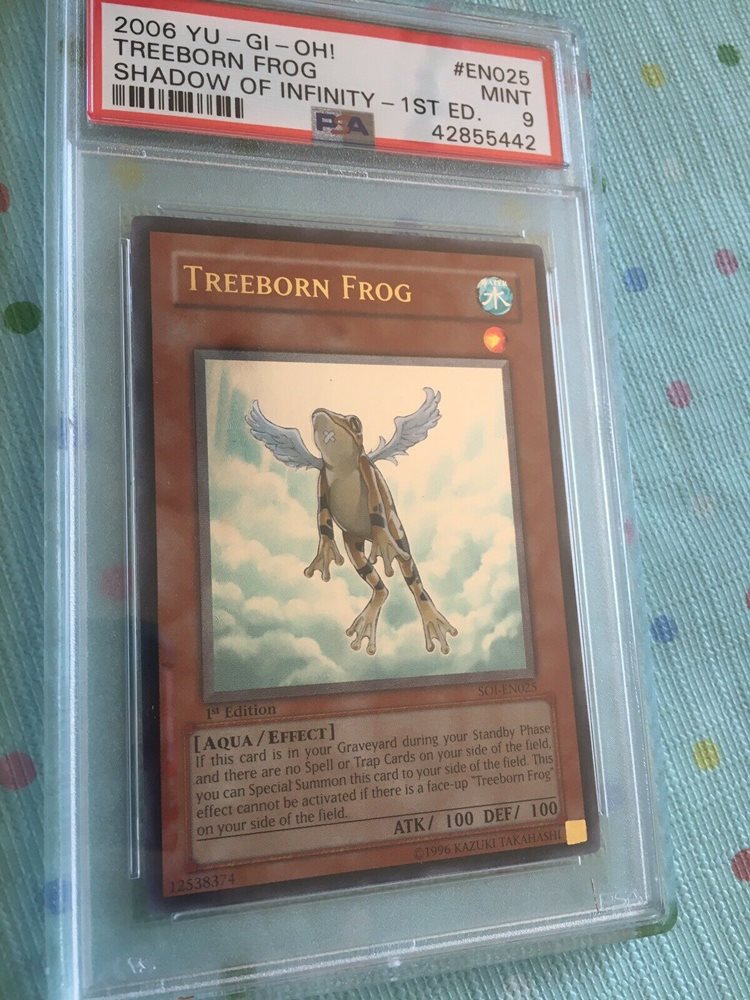 2006 YU-GI-OH! #EN025
TREEBORN FROG MINT
SHADOW OF INFINITY-1ST ED. 9
PSA 42855442
TREEBORN FROG
WATER
水
SOI-EN025
1st Edition
[AQUA/EFFECT]
If this card is in your Graveyard during your Standby Phase
and there are no Spell or Trap Cards on your side of the field,
you can Special Summon this card to your side of the field. This
effect cannot be activated if there is a face-up "Treeborn Frog"
on your side of the field.
ATK/ 100 DEF/ 100
12538374
©1996 KAZUKI TAKAHASHI